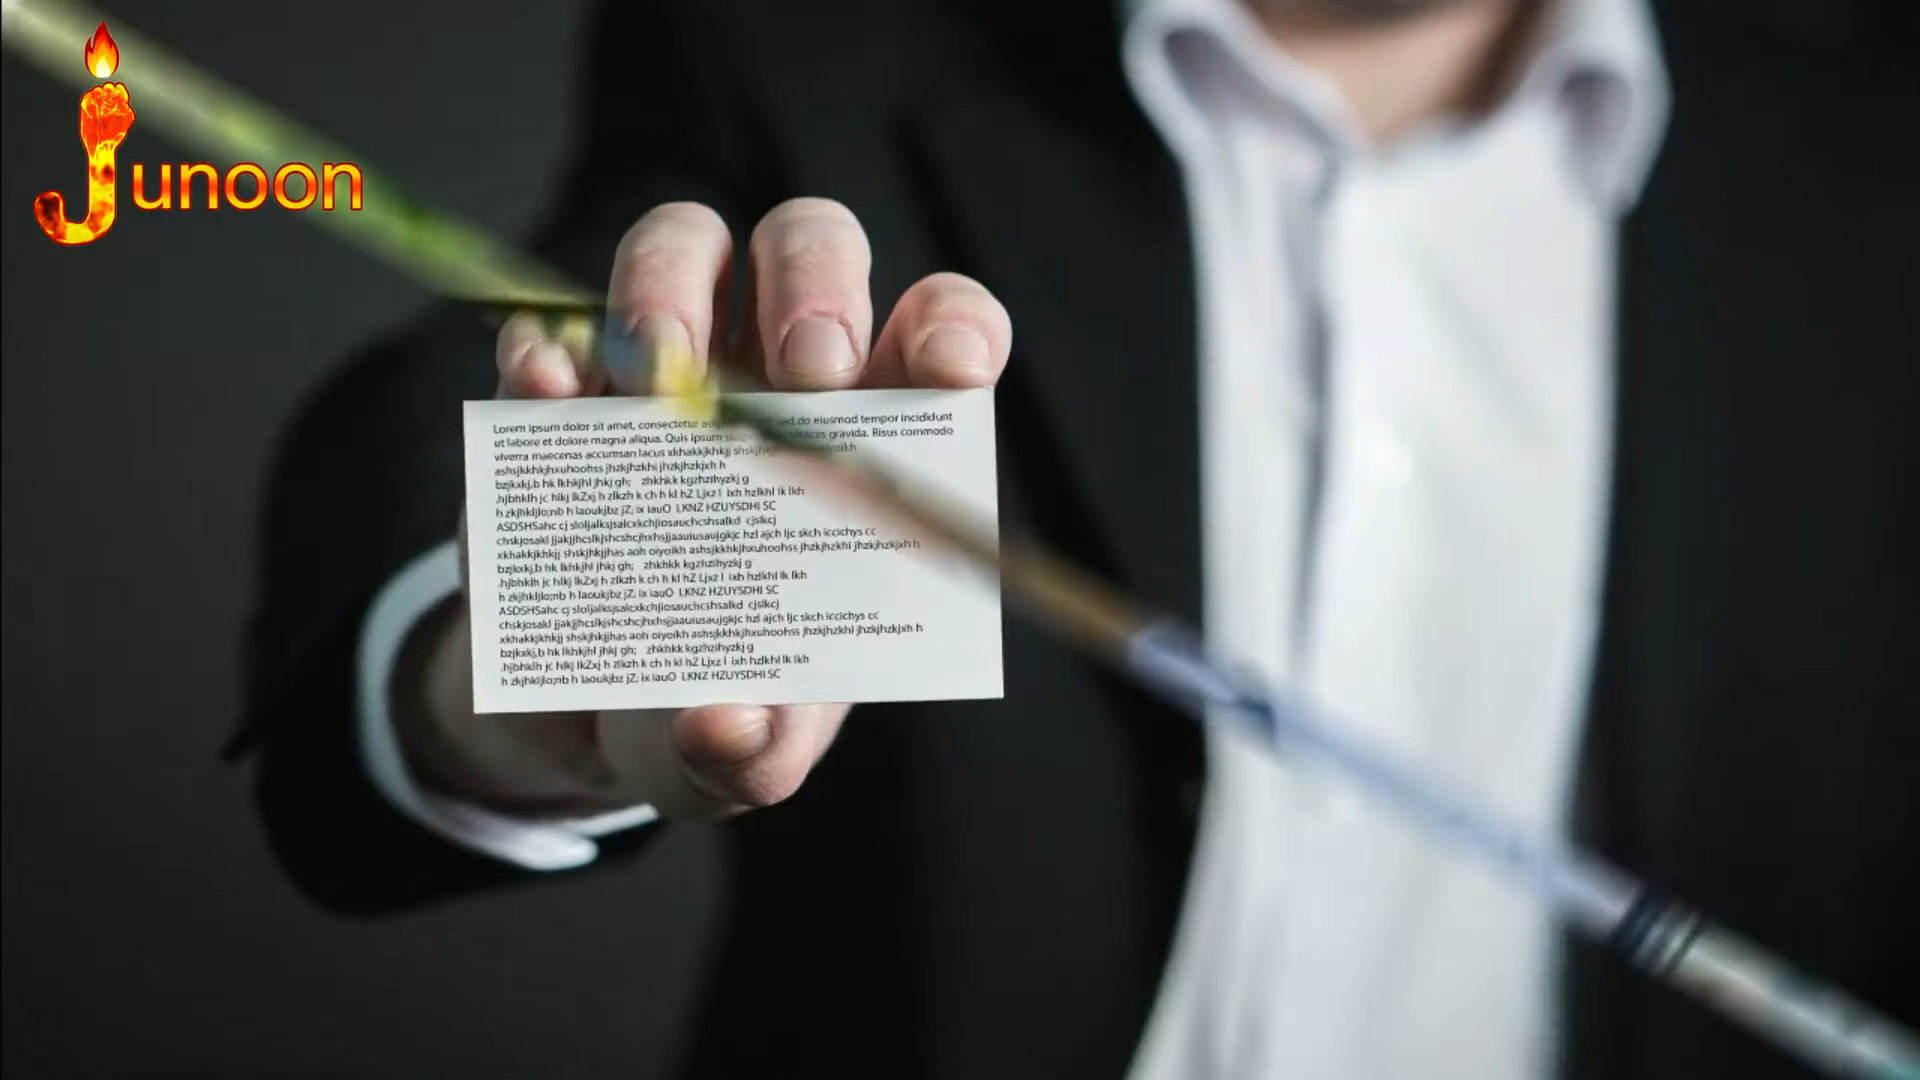 Junoon
Lorem ipsum dolor sit amet, consectetur sed do eiusmod tempor incididunt
ut labore et dolore magna aliqua. Quis ipsum ultrices gravida. Risus commodo
viverra maecenas accumsan lacus xkhakkjkhkjj
ashsjkkhkjhxuhoohss jhzkjhzkhi jhzkjhzkjxh h
bzjkxkj,b hk lkhkjhl jhkj gh; zhkhkk kgzhzihyzkj g
.hjbhklh jc hlkj lkZxj h zlkzh k ch h kl hZ Ljxz l ixh hzlkhl lk lkh
h zkjhkljlo;nb h laoukjbz jZ; ix iauO LKNZ HZUYSDHI SC
ASDSHSahc cj sloljalksjsalcxkchjiosauchcshsalkd cjslkcj
chskjosakl jjakjjhcslkjshcshcjhxhsjjaauiusaujgkjc hzl ajch ljc skch iccichys cc
xkhakkjkhkjj shskjhkjjhas aoh oiyoikh ashsjkkhkjhxuhoohss jhzkjhzkhi jhzkjhzkjxh h
bzjkxkj,b hk lkhkjhl jhkj gh; zhkhkk kgzhzihyzkj g
.hjbhklh jc hlkj lkZxj h zlkzh k ch h kl hZ Ljxz l ixh hzlkhl lk lkh
h zkjhkljlo;nb h laoukjbz jZ; ix iauO LKNZ HZUYSDHI SC
ASDSHSahc cj sloljalksjsalcxkchjiosauchcshsalkd cjslkcj
chskjosakl jjakjjhcslkjshcshcjhxhsjjaauiusaujgkjc hzl ajch ljc skch iccichys cc
xkhakkjkhkjj shskjhkjjhas aoh oiyoikh ashsjkkhkjhxuhoohss jhzkjhzkhi jhzkjhzkjxh h
bzjkxkj,b hk lkhkjhl jhkj gh; zhkhkk kgzhzihyzkj g
.hjbhklh jc hlkj lkZxj h zlkzh k ch h kl hZ Ljxz l ixh hzlkhl lk lkh
h zkjhkljlo;nb h laoukjbz jZ; ix iauO LKNZ HZUYSDHI SC